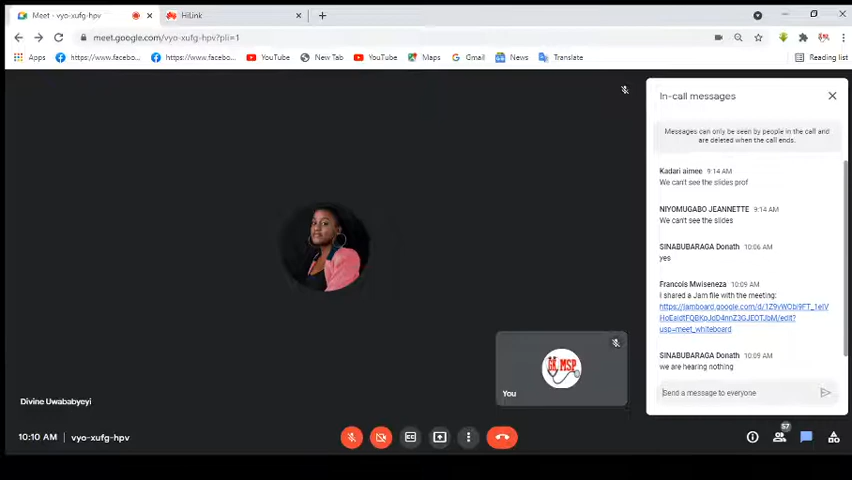 Meet - vyo-xufg-hpv
HiLink
meet.google.com/vyo-xufg-hpv?pli=1
Apps
https://www.facebo...
https://www.facebo...
YouTube
New Tab
YouTube
Maps
Gmail
News
Translate
Reading list
In-call messages
Messages can only be seen by people in the call and
are deleted when the call ends.
Kadari aimee 9:14 AM
We can't see the slides prof
NIYOMUGABO JEANNETTE 9:14 AM
We can't see the slides
SINABUBARAGA Donath 10:06 AM
yes
Francois Mwiseneza 10:09 AM
I shared a Jam file with the meeting:
usp=meet_whiteboard
SINABUBARAGA Donath 10:09 AM
we are hearing nothing
Send a message to everyone
MSP
You
Divine Uwababyeyi
10:10 AM | vyo-xufg-hpv
57